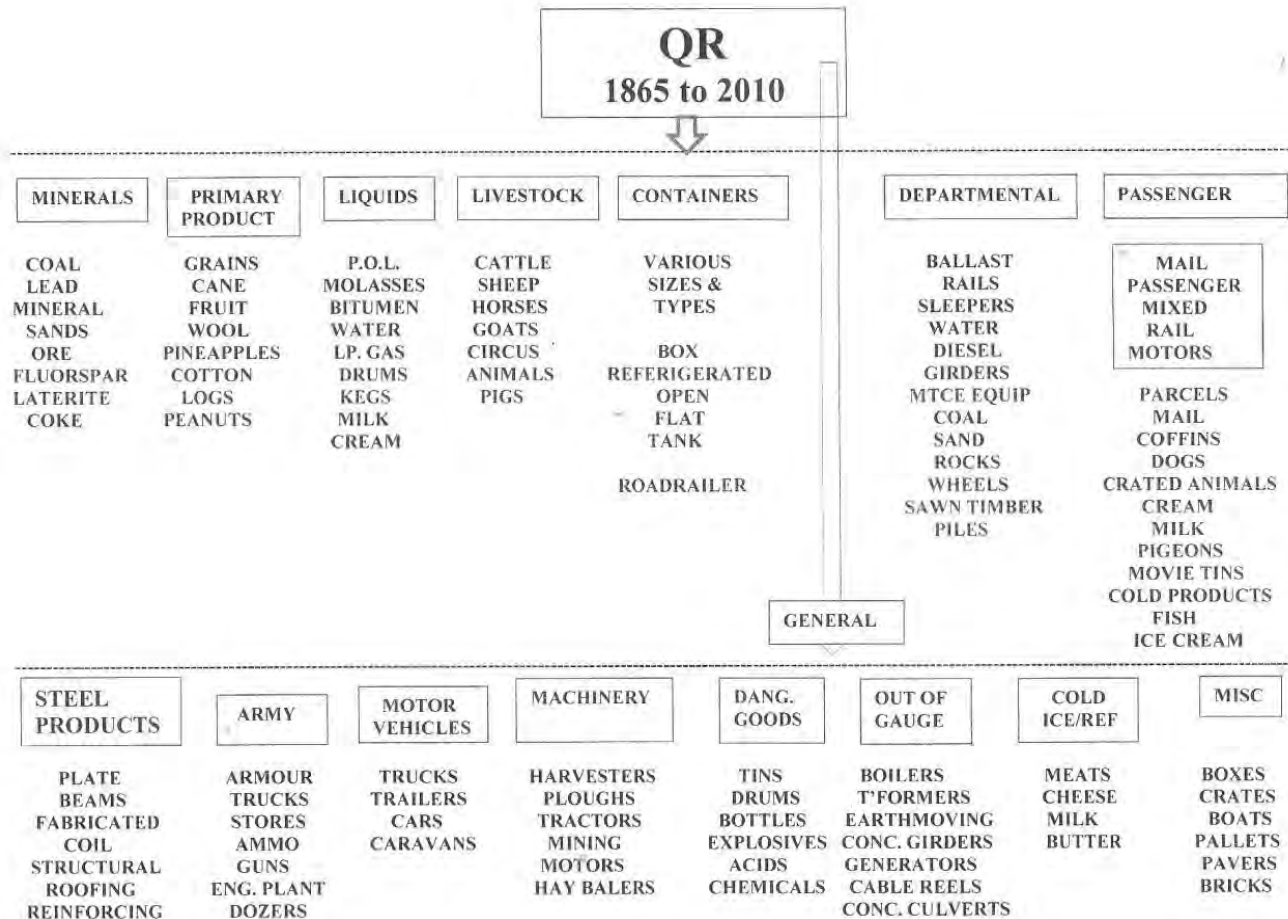 QR
1865 to 2010
MINERALS
COAL
LEAD
MINERAL
SANDS
ORE
FLUORSPAR
LATERITE
COKE
PRIMARY
PRODUCT
GRAINS
CANE
FRUIT
WOOL
PINEAPPLES
COTTON
LOGS
PEANUTS
LIQUIDS
P.O.L.
MOLASSES
BITUMEN
WATER
LP. GAS
DRUMS
KEGS
MILK
CREAM
LIVESTOCK
CATTLE
SHEEP
HORSES
GOATS
CIRCUS
ANIMALS
PIGS
CONTAINERS
VARIOUS
SIZES &
TYPES
BOX
REFERIGERATED
OPEN
FLAT
TANK
ROADRAILER
DEPARTMENTAL
BALLAST
RAILS
SLEEPERS
WATER
DIESEL
GIRDERS
MTCE EQUIP
COAL
SAND
ROCKS
WHEELS
SAWN TIMBER
PILES
PASSENGER
MAIL
PASSENGER
MIXED
RAIL
MOTORS
PARCELS
MAIL
COFFINS
DOGS
CRATED ANIMALS
CREAM
MILK
PIGEONS
MOVIE TINS
COLD PRODUCTS
FISH
ICE CREAM
GENERAL
STEEL
PRODUCTS
PLATE
BEAMS
FABRICATED
COIL
STRUCTURAL
ROOFING
REINFORCING
ARMY
ARMOUR
TRUCKS
STORES
AMMO
GUNS
ENG. PLANT
DOZERS
MOTOR
VEHICLES
TRUCKS
TRAILERS
CARS
CARAVANS
MACHINERY
HARVESTERS
PLOUGHS
TRACTORS
MINING
MOTORS
HAY BALERS
DANG.
GOODS
TINS
DRUMS
BOTTLES
EXPLOSIVES
ACIDS
CHEMICALS
OUT OF
GAUGE
BOILERS
T'FORMERS
EARTHMOVING
CONC. GIRDERS
GENERATORS
CABLE REELS
CONC. CULVERTS
COLD
ICE/REF
MEATS
CHEESE
MILK
BUTTER
MISC
BOXES
CRATES
BOATS
PALLETS
PAVERS
BRICKS